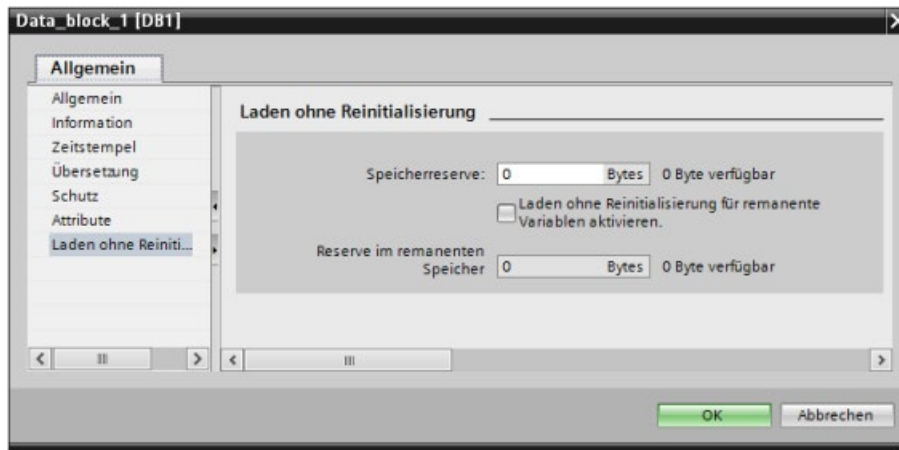 Data_block_1 [DB1]
Allgemein
Allgemein
Information
Zeitstempel
Übersetzung
Schutz
Attribute
Laden ohne Reiniti...
Laden ohne Reinitialisierung
Speicherreserve: 0 Bytes 0 Byte verfügbar
Laden ohne Reinitialisierung für remanente
Variablen aktivieren.
Reserve im remanenten
Speicher 0 Bytes 0 Byte verfügbar
OK Abbrechen